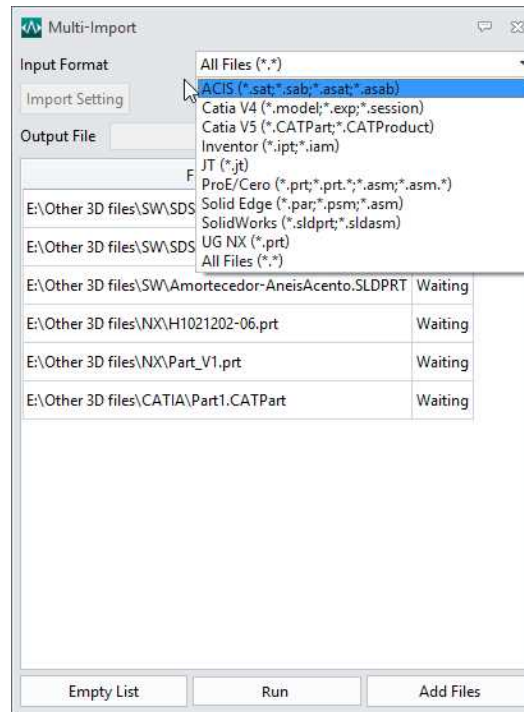 Multi-Import
Input Format
All Files (*.*)
Import Setting
ACIS (*.sat;*.sab;*.asat;*.asab)
Catia V4 (*.model;*.exp;*.session)
Catia V5 (*.CATPart;*.CATProduct)
Inventor (*.ipt;*.iam)
JT (*.jt)
ProE/Cero (*.prt;*.prt.*;*.asm;*.asm.*)
Solid Edge (*.par;*.psm;*.asm)
SolidWorks (*.sldprt;*.sldasm)
UG NX (*.prt)
All Files (*.*)
Output File
F
E:\Other 3D files\SW\SDS
E:\Other 3D files\SW\SDS
E:\Other 3D files\SW\Amortecedor-AneisAcento.SLDPRT Waiting
E:\Other 3D files\NX\H1021202-06.prt Waiting
E:\Other 3D files\NX\Part_V1.prt Waiting
E:\Other 3D files\CATIA\Part1.CATPart Waiting
Empty List Run Add Files